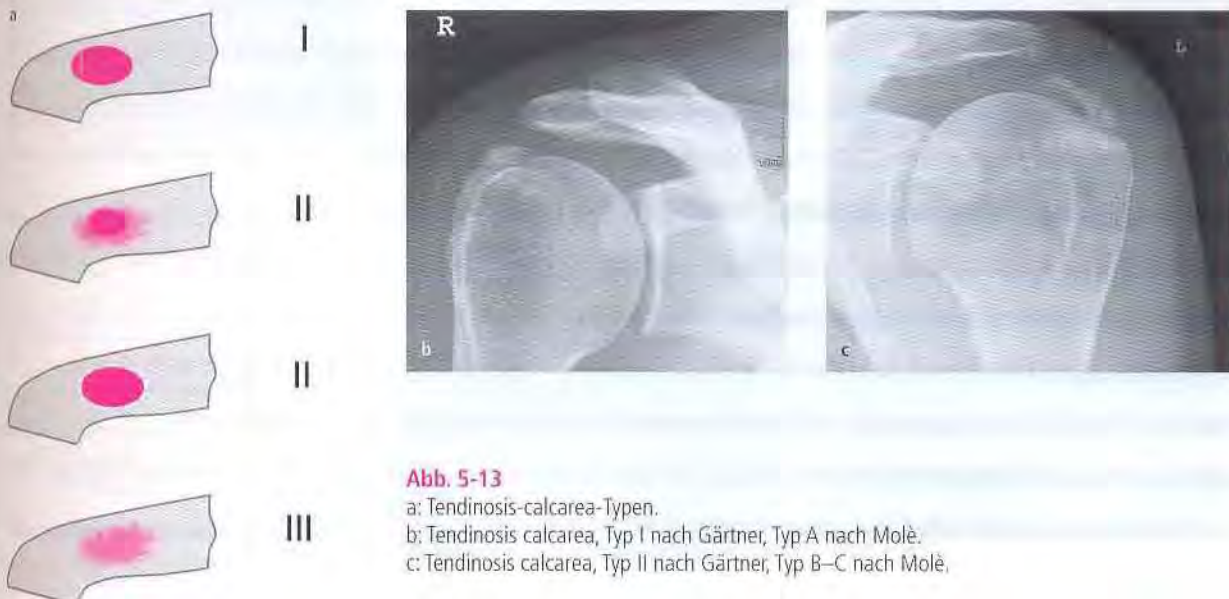 a
I
II
II
III
R
b
L
c
Abb. 5-13
a: Tendinosis-calcarea-Typen.
b: Tendinosis calcarea, Typ I nach Gärtner, Typ A nach Molè.
c: Tendinosis calcarea, Typ II nach Gärtner, Typ B–C nach Molè.